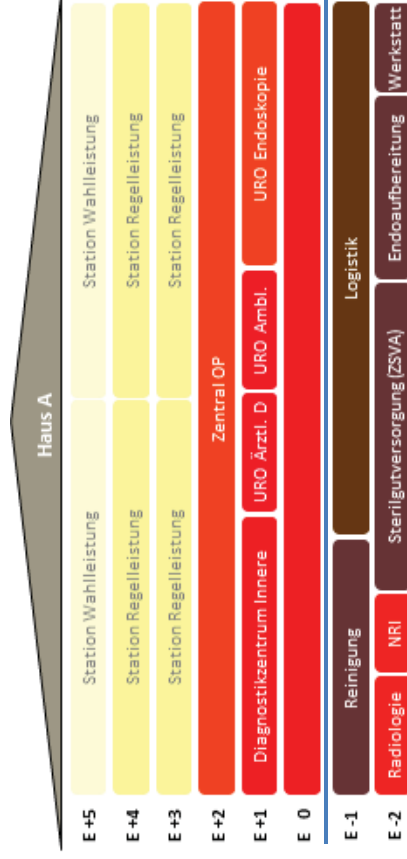 Haus A
E +5
Station Wahlleistung
Station Wahlleistung
E +4
Station Regelleistung
Station Regelleistung
E +3
Station Regelleistung
Station Regelleistung
E +2
Zentral OP
E +1
Diagnostikzentrum Innere
URO Ärztl. D
URO Ambl.
URO Endoskopie
E 0
E -1
Reinigung
Logistik
E -2
Radiologie
NRI
Sterilgutversorgung (ZSVA)
Endoaufbereitung
Werkstatt